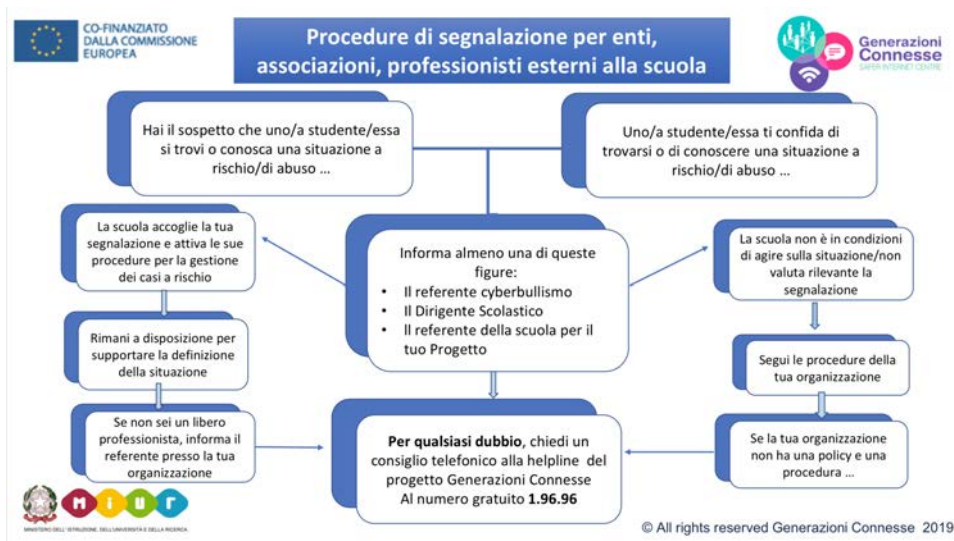 CO-FINANZIATO
DALLA COMMISSIONE
EUROPEA
Procedure di segnalazione per enti,
associazioni, professionisti esterni alla scuola
Generazioni
Connesse
SAFER INTERNET CENTRE
Hai il sospetto che uno/a studente/essa
si trovi o conosca una situazione a
rischio/di abuso ...
Uno/a studente/essa ti confida di
trovarsi o di conoscere una situazione a
rischio/di abuso ...
La scuola accoglie la tua
segnalazione e attiva le sue
procedure per la gestione
dei casi a rischio
Informa almeno una di queste
figure:
• Il referente cyberbullismo
• Il Dirigente Scolastico
• Il referente della scuola per il
tuo Progetto
La scuola non è in condizioni
di agire sulla situazione/non
valuta rilevante la
segnalazione
Rimani a disposizione per
supportare la definizione
della situazione
Segui le procedure della
tua organizzazione
Se non sei un libero
professionista, informa il
referente presso la tua
organizzazione
Per qualsiasi dubbio, chiedi un
consiglio telefonico alla helpline del
progetto Generazioni Connesse
Al numero gratuito 1.96.96
Se la tua organizzazione
non ha una policy e una
procedura ...
miur
MINISTERO DELL' ISTRUZIONE, DELL'UNIVERSITÀ E DELLA RICERCA
© All rights reserved Generazioni Connesse 2019